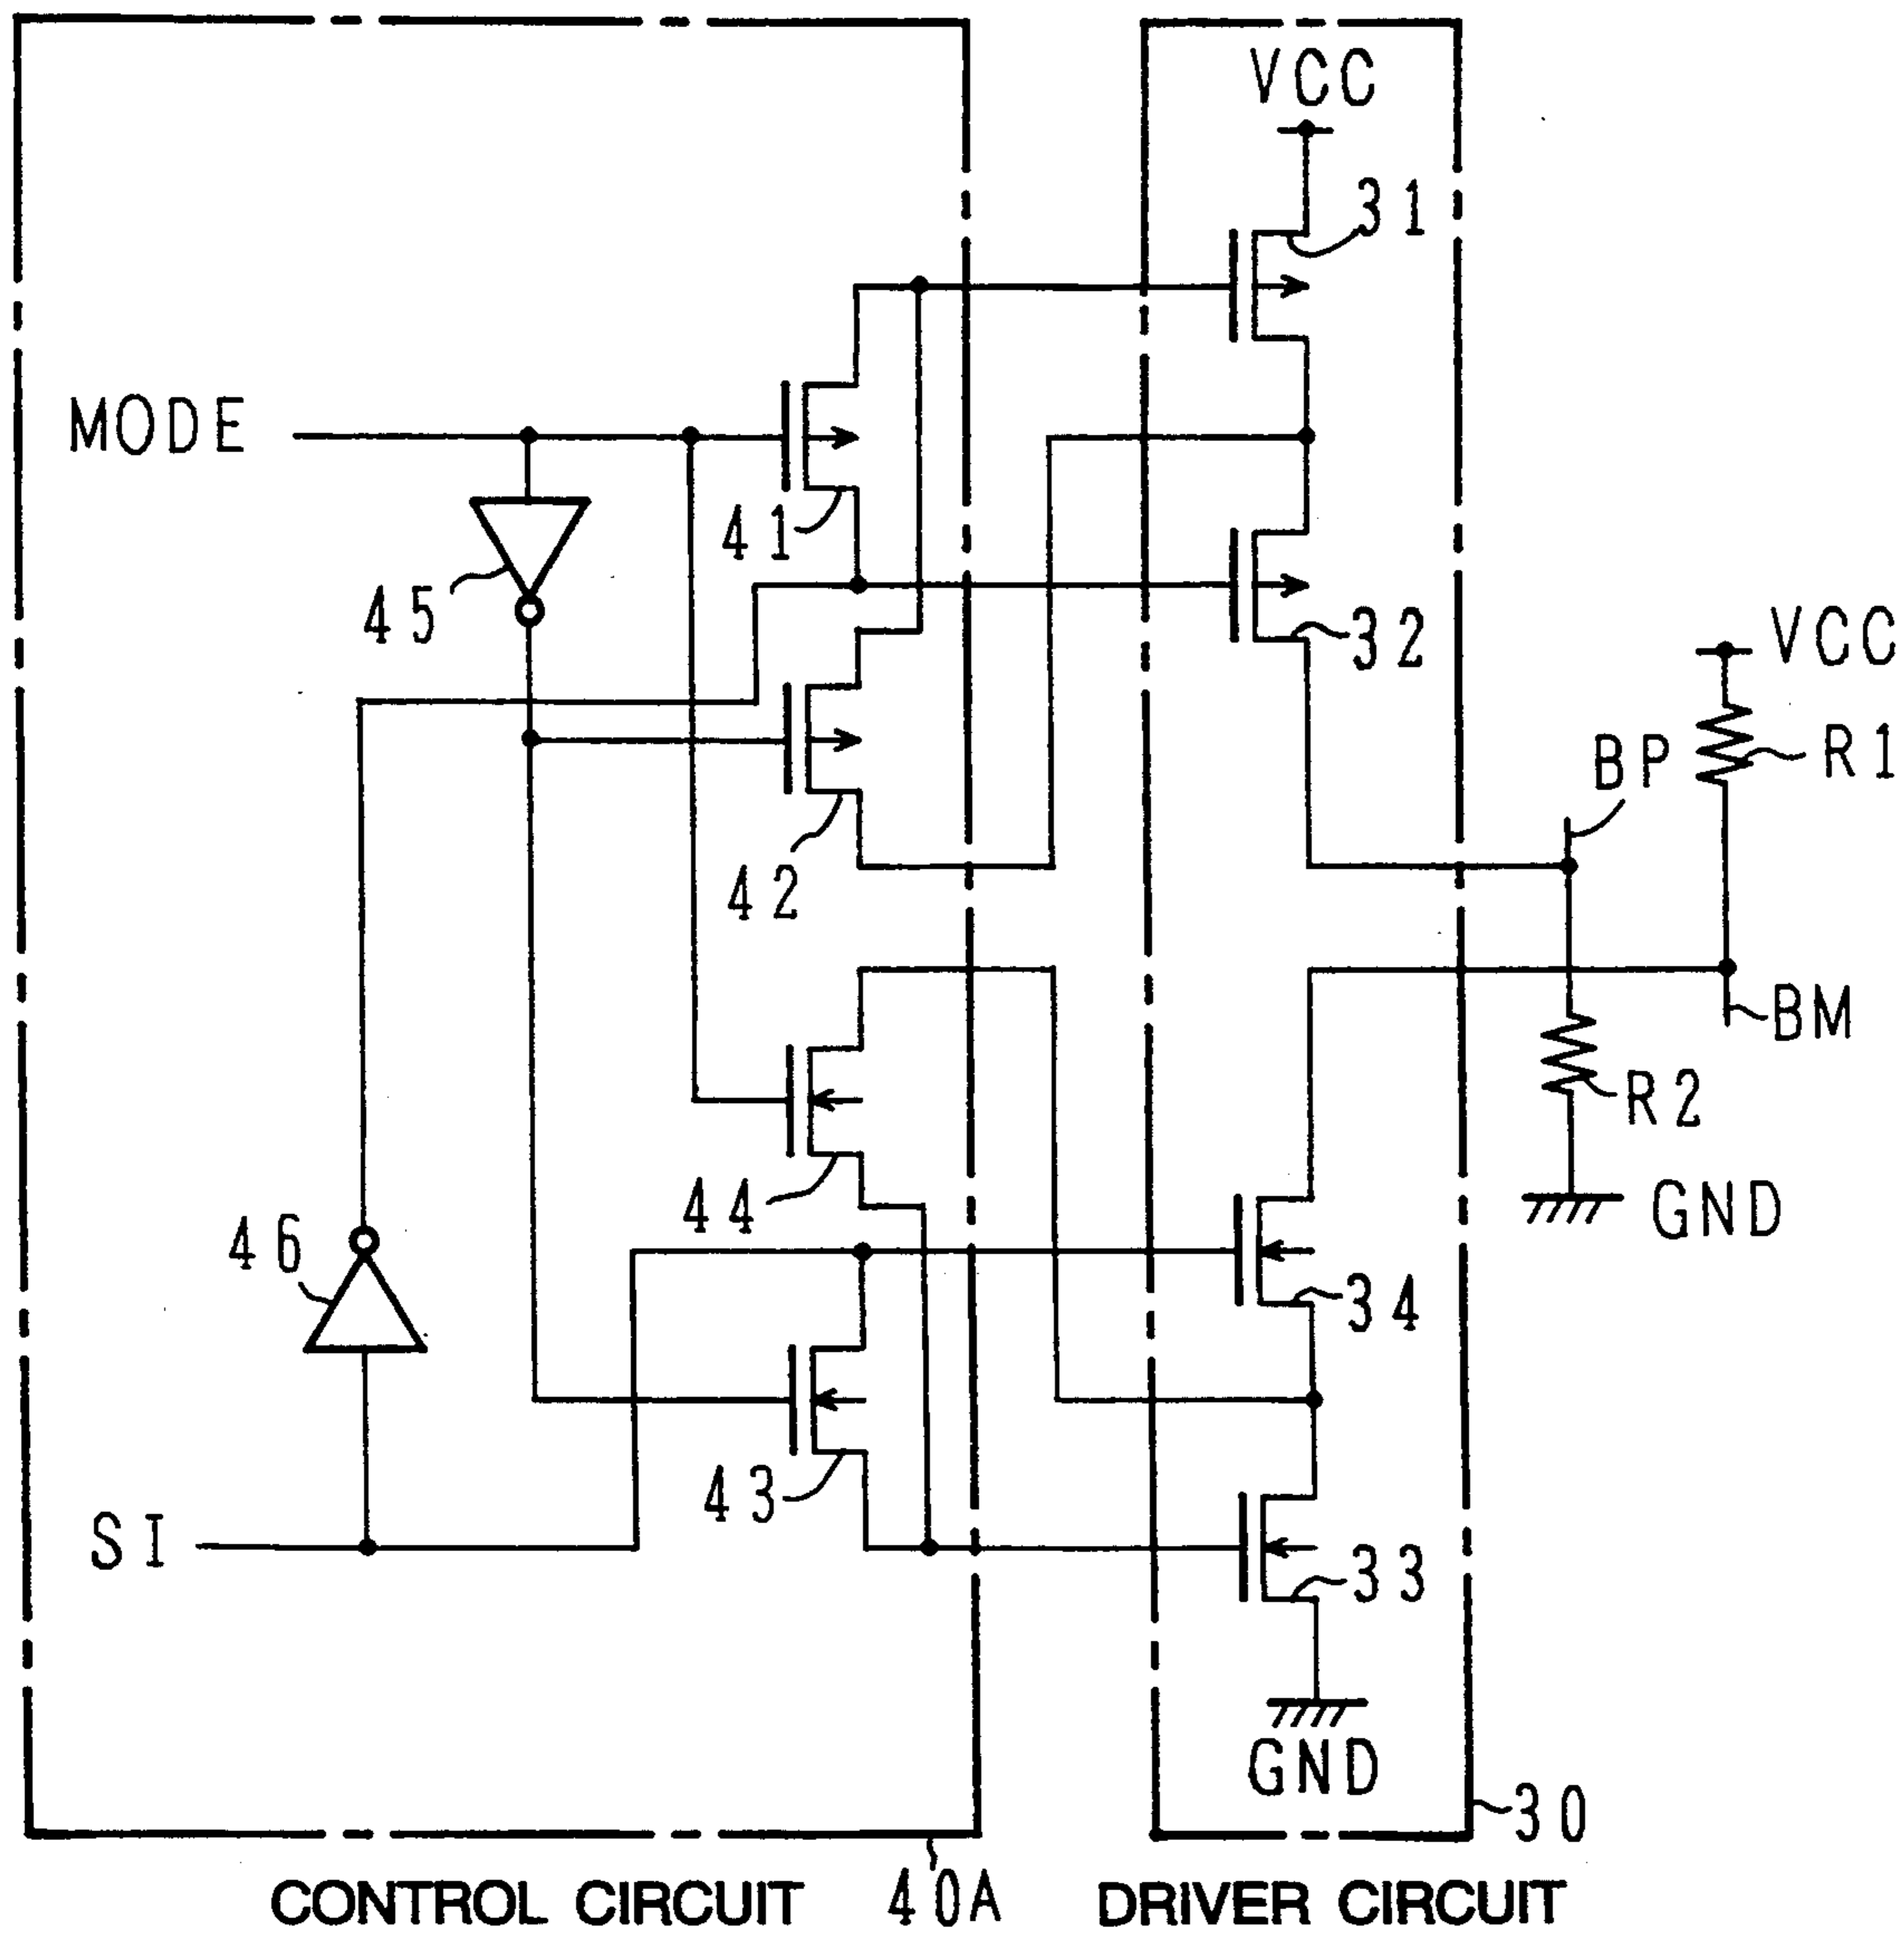 VCC
31
MODE
41
45
32
VCC
R1
BP
42
BM
R2
44
GND
46
34
43
SI
33
GND
30
40A
CONTROL CIRCUIT
DRIVER CIRCUIT